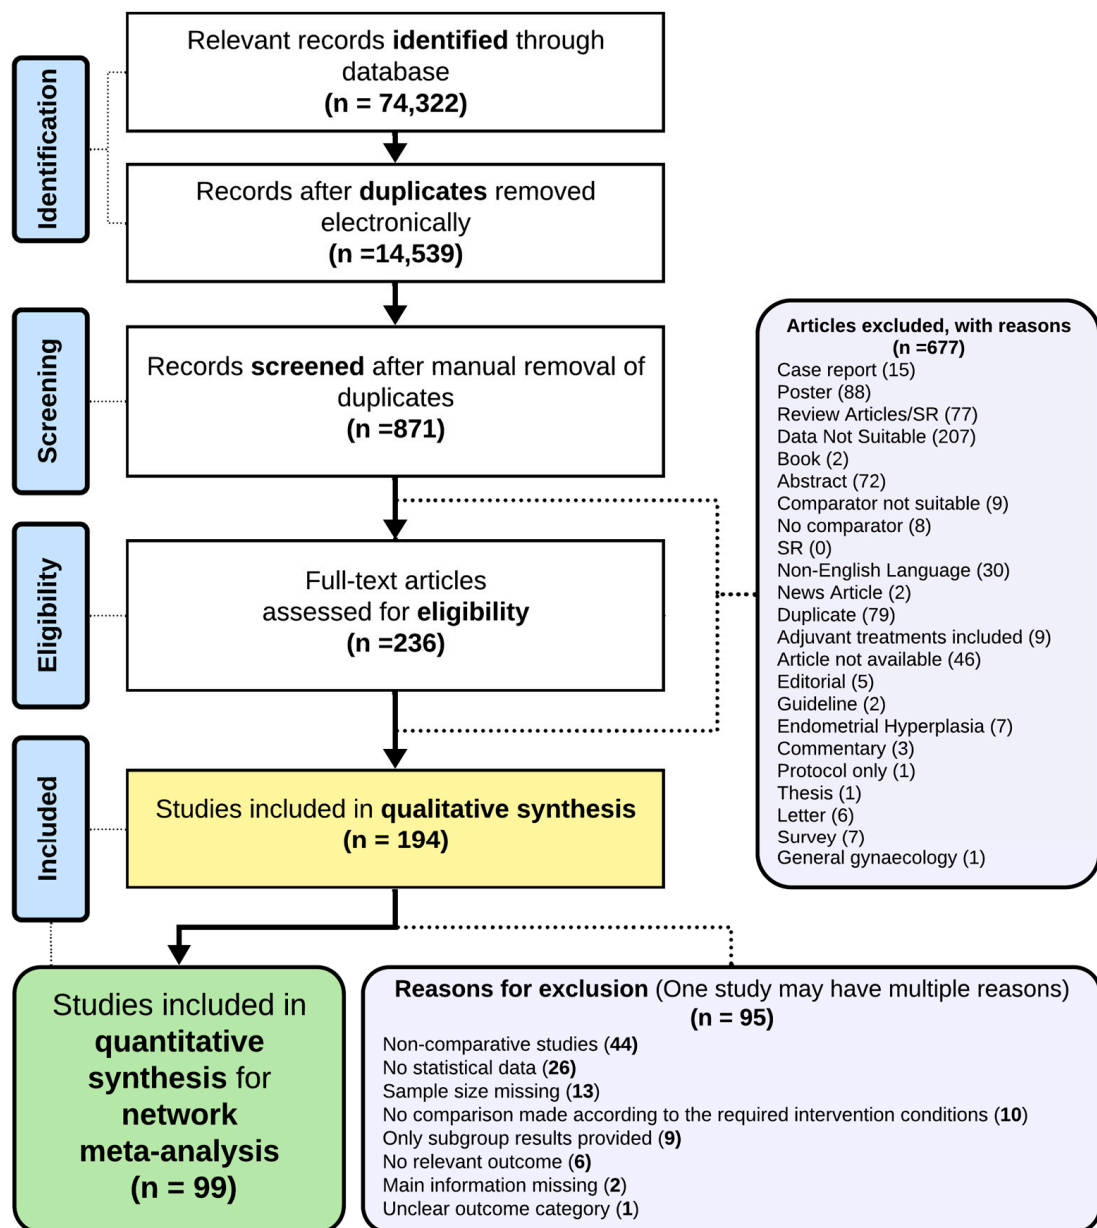 Identification
Relevant records identified through
database
(n = 74,322)
Records after duplicates removed
electronically
(n =14,539)
Screening
Records screened after manual removal of
duplicates
(n =871)
Articles excluded, with reasons
(n =677)
Case report (15)
Poster (88)
Review Articles/SR (77)
Data Not Suitable (207)
Book (2)
Abstract (72)
Comparator not suitable (9)
No comparator (8)
SR (0)
Non-English Language (30)
News Article (2)
Duplicate (79)
Adjuvant treatments included (9)
Article not available (46)
Editorial (5)
Guideline (2)
Endometrial Hyperplasia (7)
Commentary (3)
Protocol only (1)
Thesis (1)
Letter (6)
Survey (7)
General gynaecology (1)
Eligibility
Full-text articles
assessed for eligibility
(n =236)
Included
Studies included in qualitative synthesis
(n = 194)
Studies included in
quantitative
synthesis for
network
meta-analysis
(n = 99)
Reasons for exclusion (One study may have multiple reasons)
(n = 95)
Non-comparative studies (44)
No statistical data (26)
Sample size missing (13)
No comparison made according to the required intervention conditions (10)
Only subgroup results provided (9)
No relevant outcome (6)
Main information missing (2)
Unclear outcome category (1)